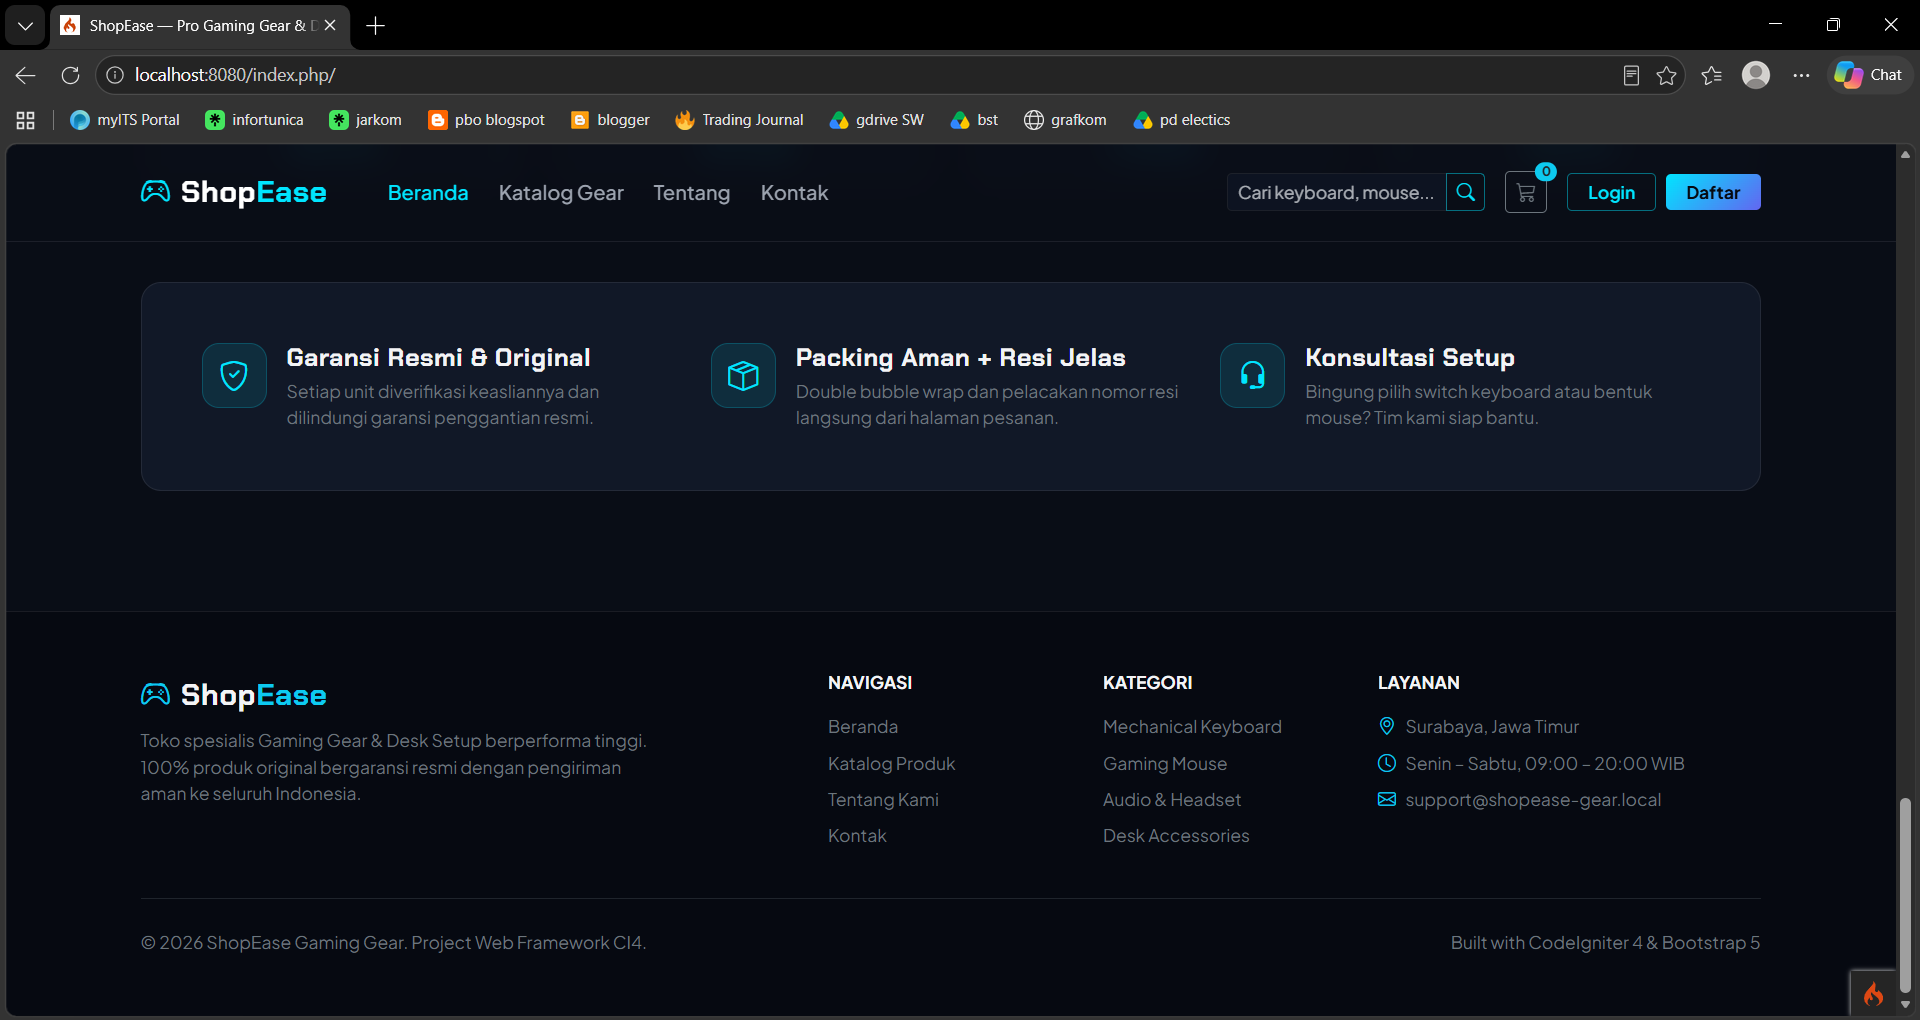 ShopEase — Pro Gaming Gear &
localhost:8080/index.php/
Chat
myITS Portal
infortunica
jarkom
pbo blogspot
blogger
Trading Journal
gdrive SW
bst
grafkom
pd electics
ShopEase
Beranda
Katalog Gear
Tentang
Kontak
Cari keyboard, mouse...
0
Login
Daftar
Garansi Resmi & Original
Setiap unit diverifikasi keasliannya dan
dilindungi garansi penggantian resmi.
Packing Aman + Resi Jelas
Double bubble wrap dan pelacakan nomor resi
langsung dari halaman pesanan.
Konsultasi Setup
Bingung pilih switch keyboard atau bentuk
mouse? Tim kami siap bantu.
ShopEase
Toko spesialis Gaming Gear & Desk Setup berperforma tinggi.
100% produk original bergaransi resmi dengan pengiriman
aman ke seluruh Indonesia.
NAVIGASI
Beranda
Katalog Produk
Tentang Kami
Kontak
KATEGORI
Mechanical Keyboard
Gaming Mouse
Audio & Headset
Desk Accessories
LAYANAN
Surabaya, Jawa Timur
Senin – Sabtu, 09:00 – 20:00 WIB
support@shopease-gear.local
© 2026 ShopEase Gaming Gear. Project Web Framework CI4.
Built with CodeIgniter 4 & Bootstrap 5